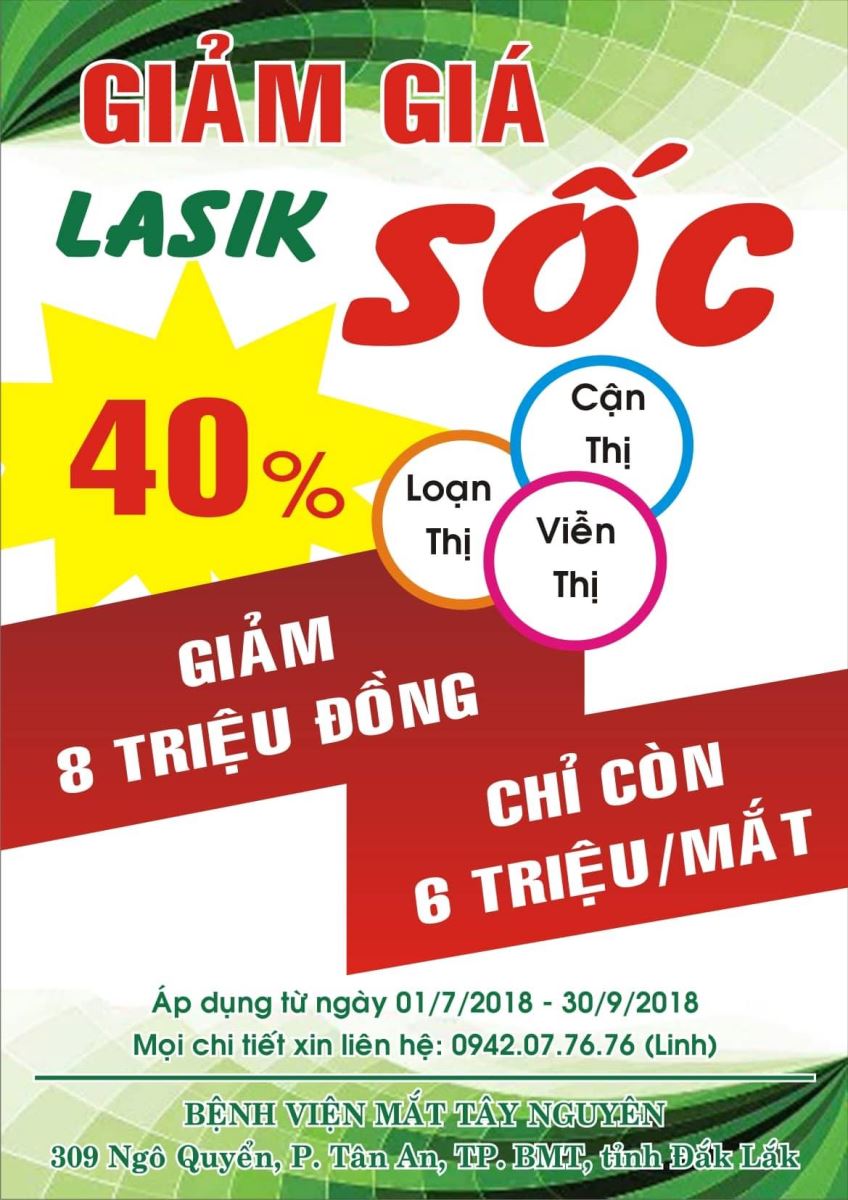 GIẢM GIÁ
LASIK SỐC
40%
Cận
Thị
Loạn
Thị
Viễn
Thị
GIẢM
8 TRIỆU ĐỒNG
CHỈ CÒN
6 TRIỆU/MẮT
Áp dụng từ ngày 01/7/2018 - 30/9/2018
Mọi chi tiết xin liên hệ: 0942.07.76.76 (Linh)
BỆNH VIỆN MẮT TÂY NGUYÊN
309 Ngô Quyển, P. Tân An, TP. BMT, tỉnh Đắk Lắk